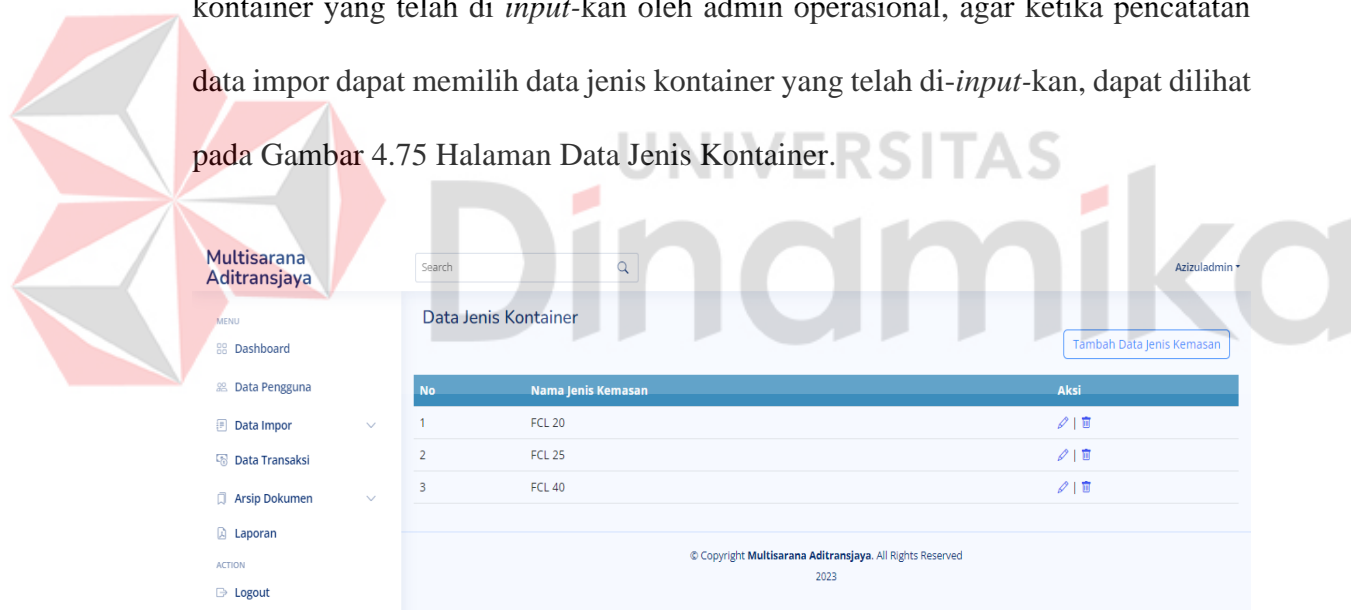 kontainer yang telah di input-kan oleh admin operasional, agar ketika pencatatan
data impor dapat memilih data jenis kontainer yang telah di-input-kan, dapat dilihat
pada Gambar 4.75 Halaman Data Jenis Kontainer.
UNIVERSITAS
Dinamika
Multisarana
Aditransjaya
Search
Azizuladmin
MENU
Dashboard
Data Pengguna
Data Impor
Data Transaksi
Arsip Dokumen
Laporan
ACTION
Logout
Data Jenis Kontainer
Tambah Data Jenis Kemasan
No Nama Jenis Kemasan Aksi
1 FCL 20 |
2 FCL 25 |
3 FCL 40 |
© Copyright Multisarana Aditransjaya. All Rights Reserved
2023